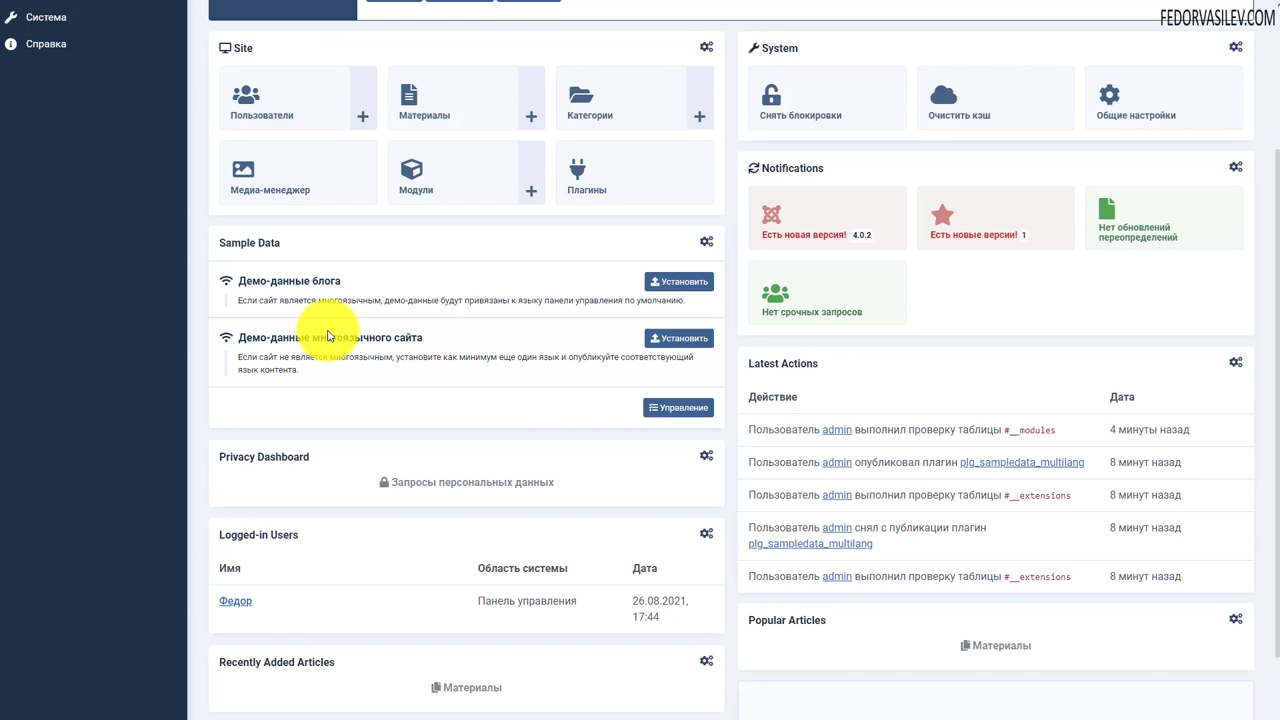 FEDORVASILEV.COM
Система
Справка
Site
Пользователи
Материалы
Категории
Медиа-менеджер
Модули
Плагины
Sample Data
Демо-данные блога
Установить
Если сайт является многоязычным, демо-данные будут привязаны к языку панели управления по умолчанию.
Демо-данные многоязычного сайта
Установить
Если сайт не является многоязычным, установите как минимум еще один язык и опубликуйте соответствующий
язык контента.
Управление
Privacy Dashboard
Запросы персональных данных
Logged-in Users
Имя Область системы Дата
Федор Панель управления 26.08.2021,
17:44
Recently Added Articles
Материалы
System
Снять блокировки
Очистить кэш
Общие настройки
Notifications
Есть новая версия! 4.0.2
Есть новые версии! 1
Нет обновлений
переопределений
Нет срочных запросов
Latest Actions
Действие Дата
Пользователь admin выполнил проверку таблицы #__modules 4 минуты назад
Пользователь admin опубликовал плагин plg_sampledata_multilang 8 минут назад
Пользователь admin выполнил проверку таблицы #__extensions 8 минут назад
Пользователь admin снял с публикации плагин 8 минут назад
plg_sampledata_multilang
Пользователь admin выполнил проверку таблицы #__extensions 8 минут назад
Popular Articles
Материалы